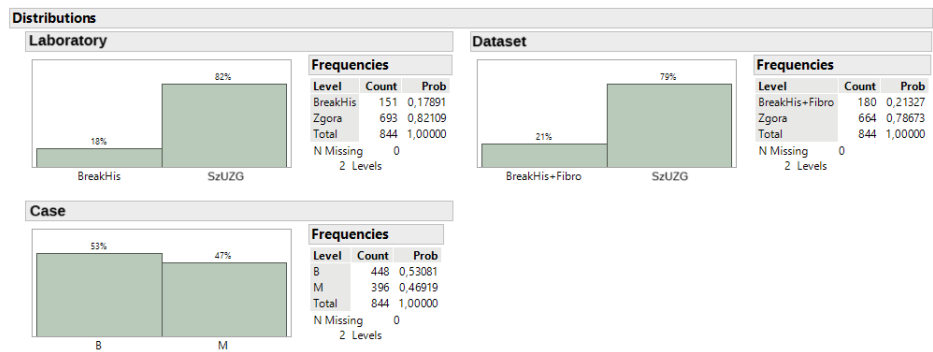 Distributions
Laboratory
82%
18%
BreakHis SzUZG
Frequencies
Level Count Prob
BreakHis 151 0,17891
Zgora 693 0,82109
Total 844 1,00000
N Missing 0
2 Levels
Dataset
79%
21%
BreakHis+Fibro SzUZG
Frequencies
Level Count Prob
BreakHis+Fibro 180 0,21327
Zgora 664 0,78673
Total 844 1,00000
N Missing 0
2 Levels
Case
53%
47%
B M
Frequencies
Level Count Prob
B 448 0,53081
M 396 0,46919
Total 844 1,00000
N Missing 0
2 Levels